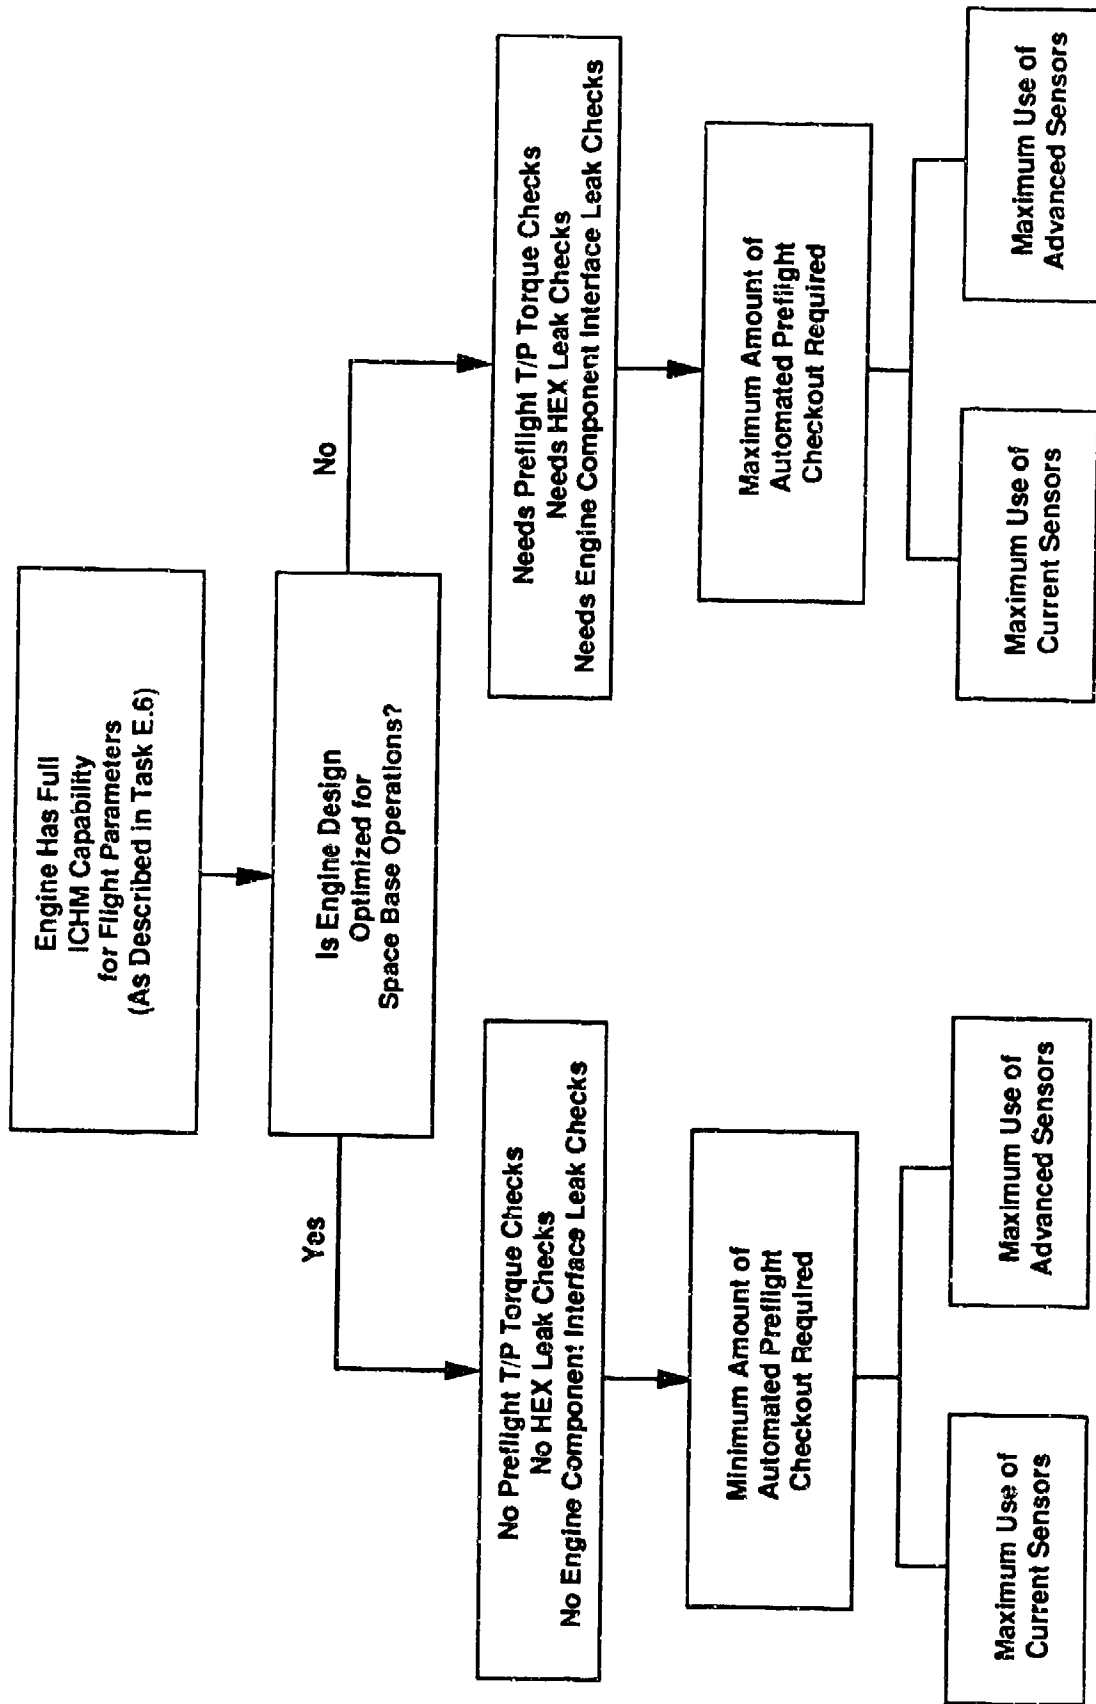 Engine Has Full
ICHM Capability
for Flight Parameters
(As Described in Task E.6)
Is Engine Design
Optimized for
Space Base Operations?
Yes
No
No Preflight T/P Torque Checks
No HEX Leak Checks
No Engine Component Interface Leak Checks
Needs Preflight T/P Torque Checks
Needs HEX Leak Checks
Needs Engine Component Interface Leak Checks
Minimum Amount of
Automated Preflight
Checkout Required
Maximum Amount of
Automated Preflight
Checkout Required
Maximum Use of
Current Sensors
Maximum Use of
Advanced Sensors
Maximum Use of
Current Sensors
Maximum Use of
Advanced Sensors